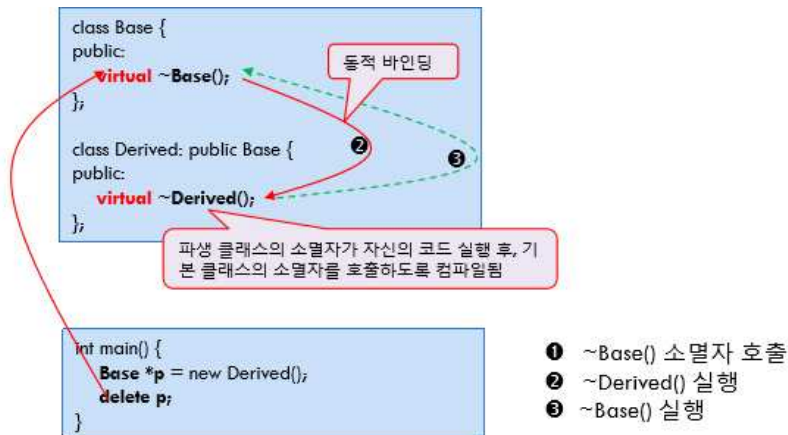 class Base {
public:
virtual ~Base();
};
동적 바인딩
class Derived: public Base {
public:
virtual ~Derived();
};
❷
❸
파생 클래스의 소멸자가 자신의 코드 실행 후, 기
본 클래스의 소멸자를 호출하도록 컴파일됨
int main() {
Base *p = new Derived();
delete p;
}
❶ ~Base() 소멸자 호출
❷ ~Derived() 실행
❸ ~Base() 실행